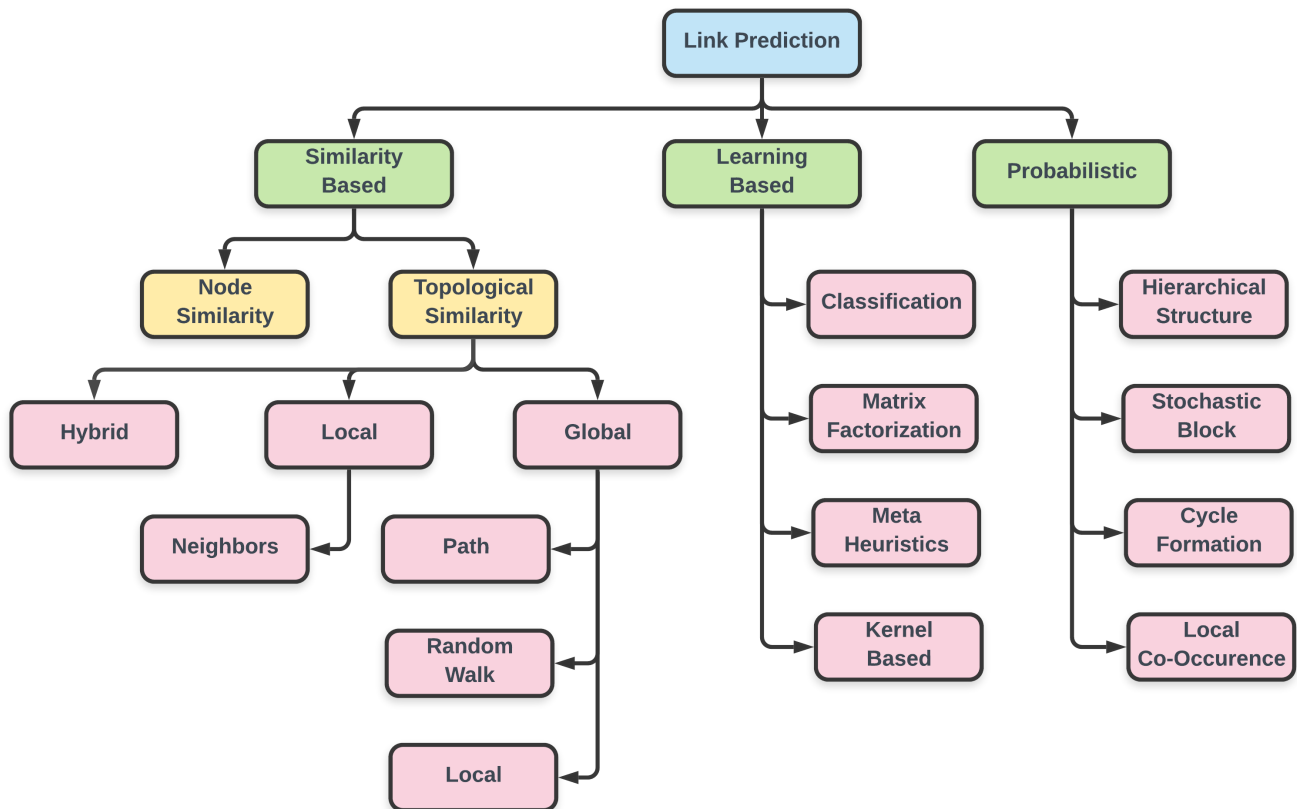 Link Prediction
Similarity
Based
Learning
Based
Probabilistic
Node
Similarity
Topological
Similarity
Classification
Hierarchical
Structure
Hybrid
Local
Global
Matrix
Factorization
Stochastic
Block
Neighbors
Path
Meta
Heuristics
Cycle
Formation
Random
Walk
Kernel
Based
Local
Co-Occurence
Local